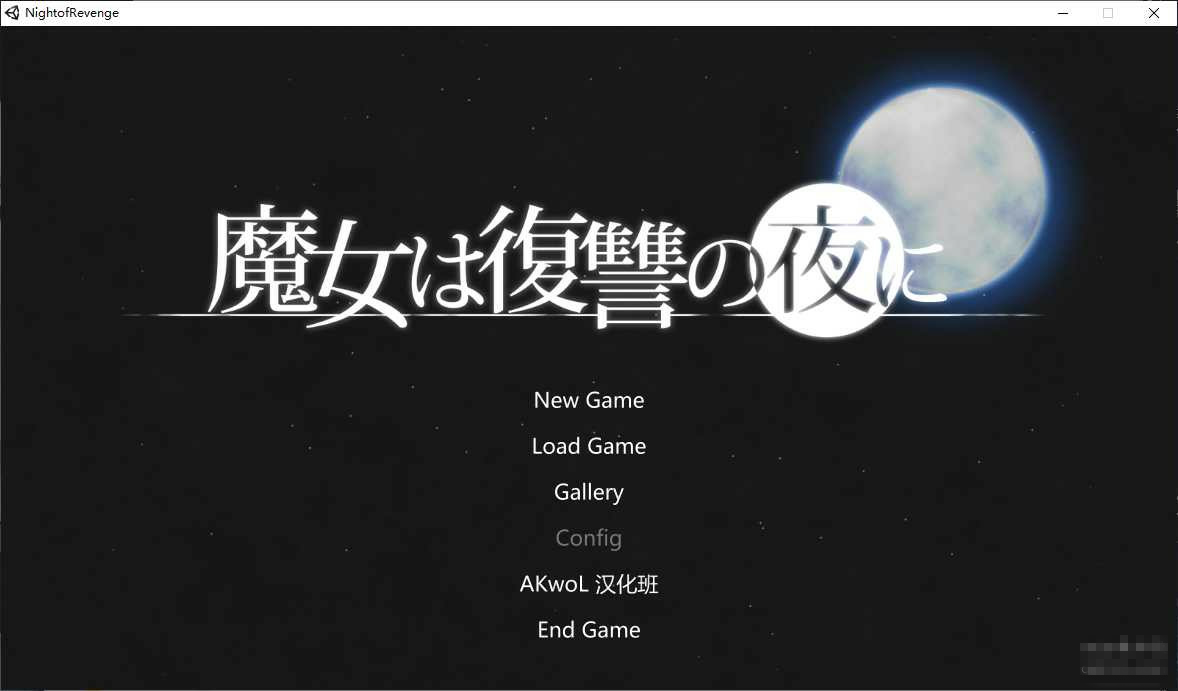 NightofRevenge
魔女は復讐の夜に
New Game
Load Game
Gallery
Config
AKwoL 汉化班
End Game